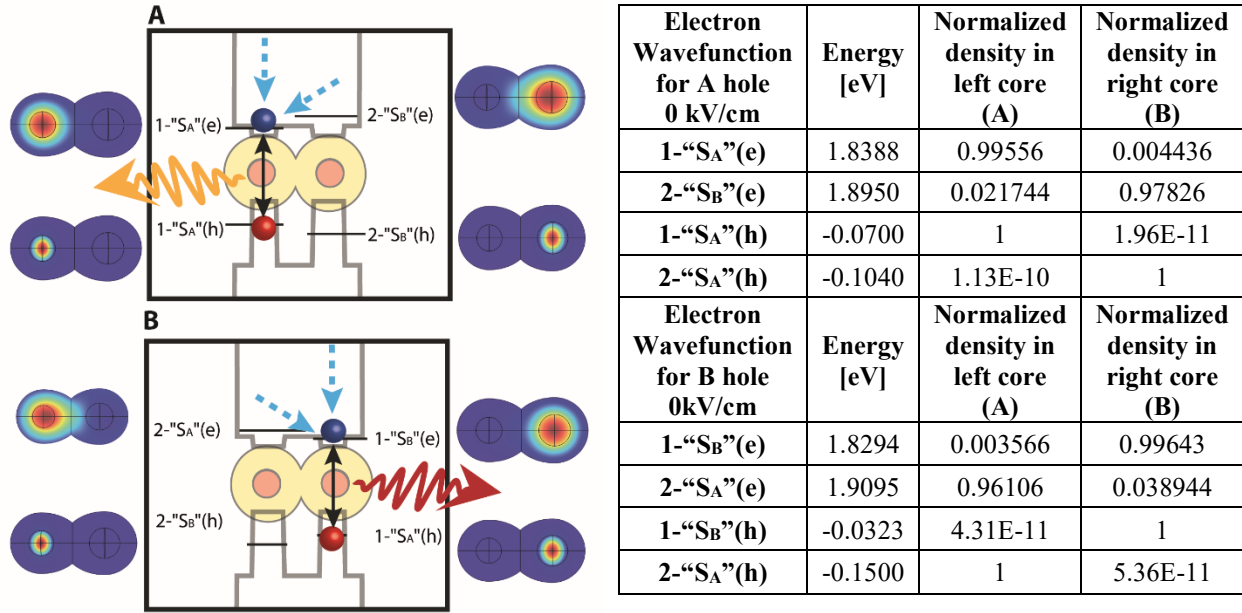 A
1-"SA"(e)
2-"SB"(e)
1-"SA"(h)
2-"SB"(h)
B
2-"SA"(e)
1-"SB"(e)
2-"SB"(h)
1-"SA"(h)
Electron Wavefunction for A hole 0 kV/cm | Energy [eV] | Normalized density in left core (A) | Normalized density in right core (B)
1-“SA”(e) | 1.8388 | 0.99556 | 0.004436
2-“SB”(e) | 1.8950 | 0.021744 | 0.97826
1-“SA”(h) | -0.0700 | 1 | 1.96E-11
2-“SA”(h) | -0.1040 | 1.13E-10 | 1
Electron Wavefunction for B hole 0kV/cm | Energy [eV] | Normalized density in left core (A) | Normalized density in right core (B)
1-“SB”(e) | 1.8294 | 0.003566 | 0.99643
2-“SA”(e) | 1.9095 | 0.96106 | 0.038944
1-“SB”(h) | -0.0323 | 4.31E-11 | 1
2-“SA”(h) | -0.1500 | 1 | 5.36E-11